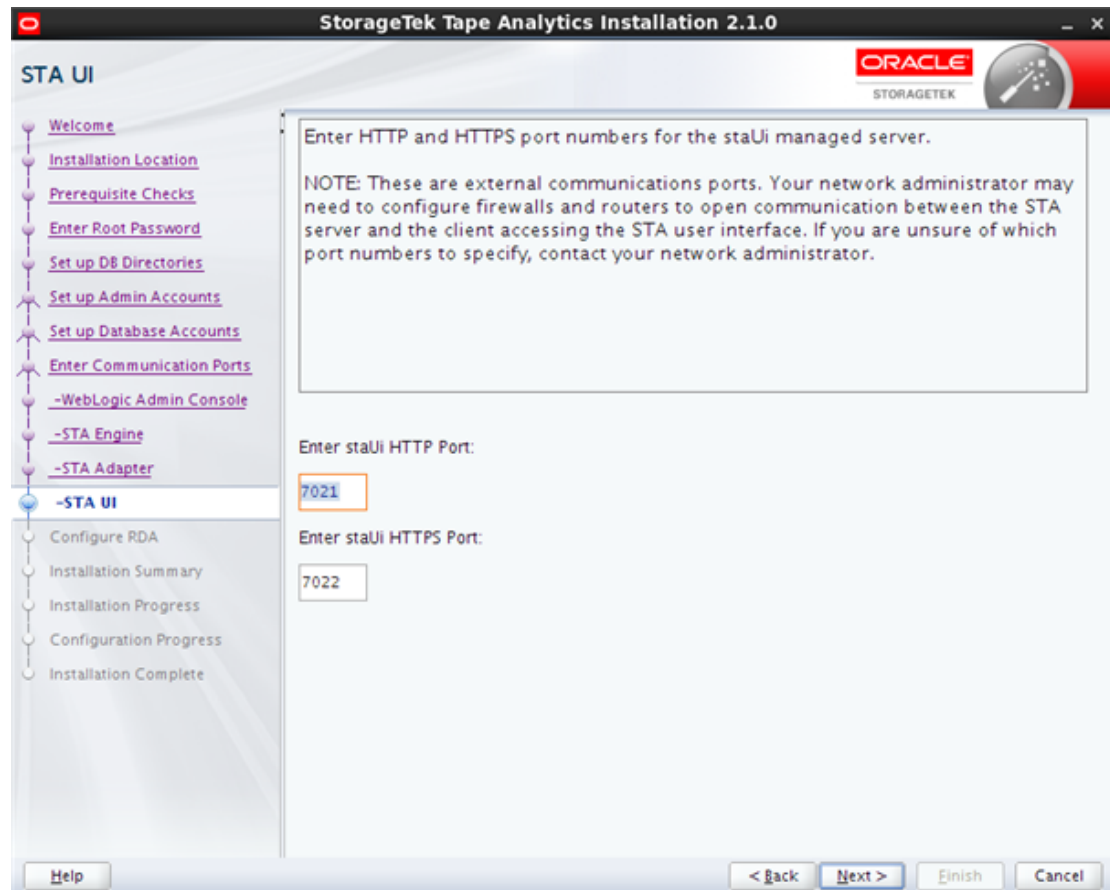 StorageTek Tape Analytics Installation 2.1.0
STA UI
ORACLE
STORAGETEK
Welcome
Installation Location
Prerequisite Checks
Enter Root Password
Set up DB Directories
Set up Admin Accounts
Set up Database Accounts
Enter Communication Ports
-WebLogic Admin Console
-STA Engine
-STA Adapter
-STA UI
Configure RDA
Installation Summary
Installation Progress
Configuration Progress
Installation Complete
Enter HTTP and HTTPS port numbers for the staUi managed server.
NOTE: These are external communications ports. Your network administrator may
need to configure firewalls and routers to open communication between the STA
server and the client accessing the STA user interface. If you are unsure of which
port numbers to specify, contact your network administrator.
Enter staUi HTTP Port:
7021
Enter staUi HTTPS Port:
7022
Help
< Back
Next >
Finish
Cancel